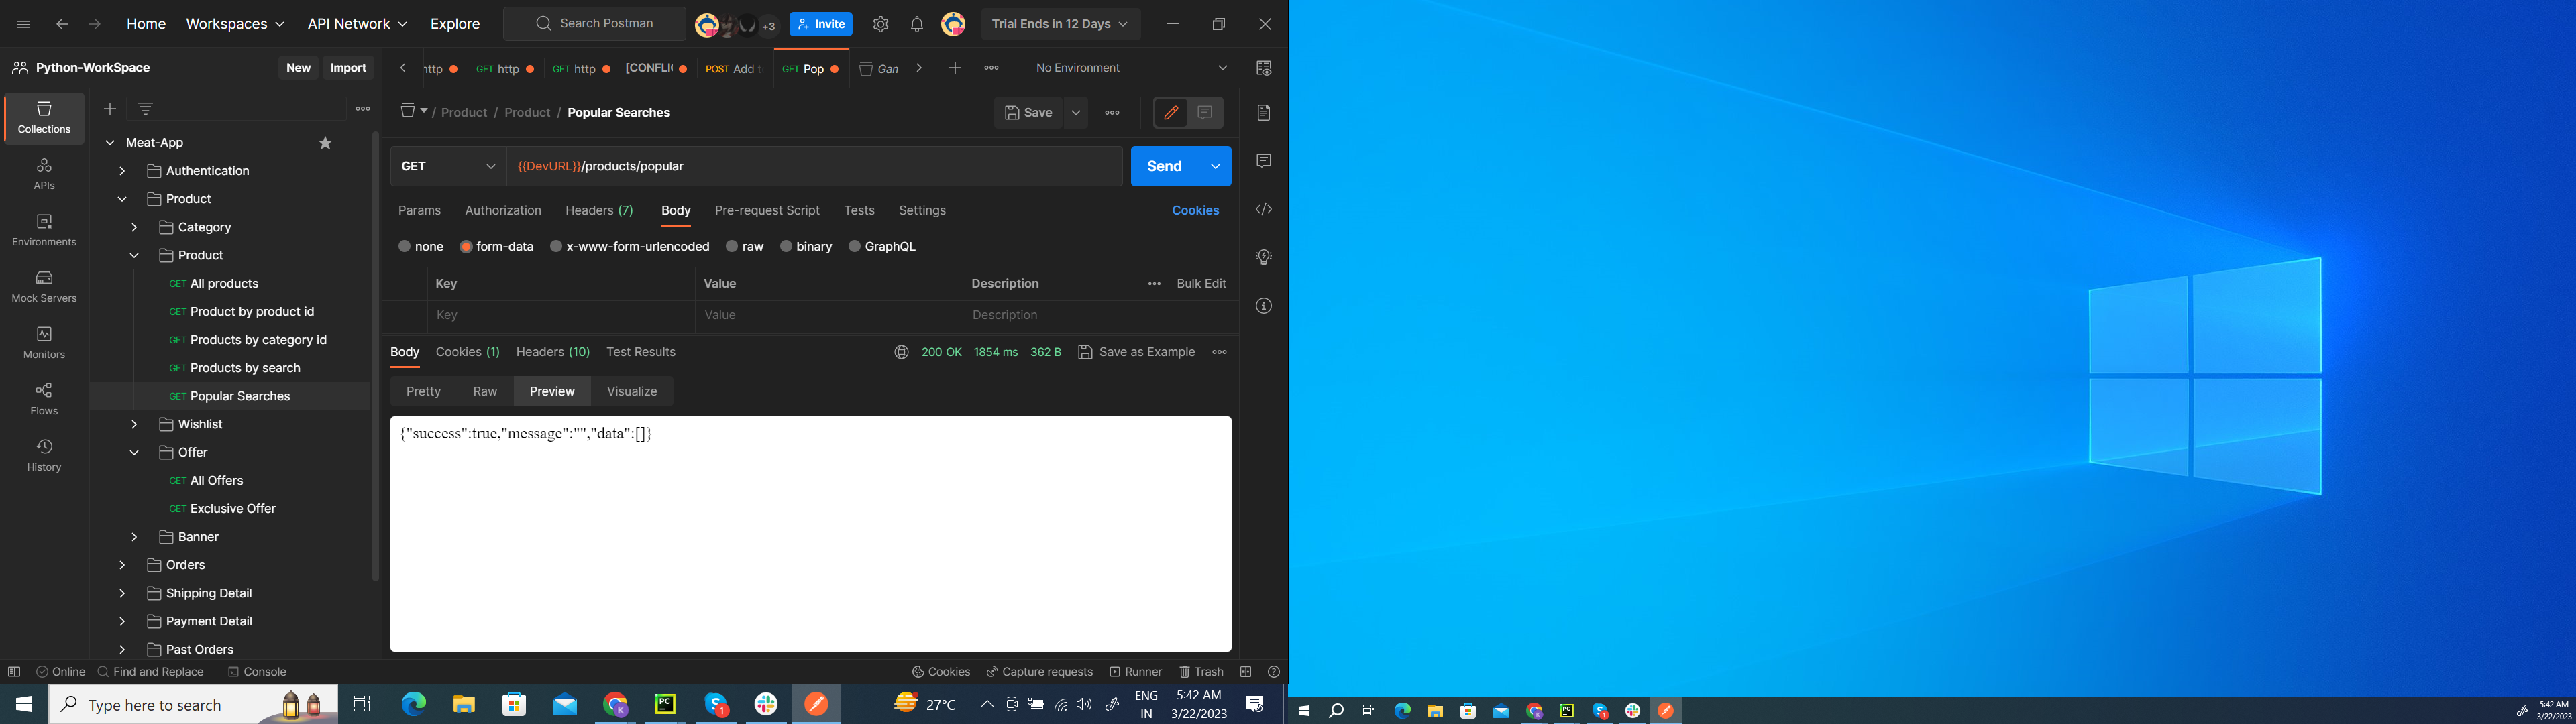 Home
Workspaces
API Network
Explore
Search Postman
+3
Invite
Trial Ends in 12 Days
Python-WorkSpace
New
Import
http
GET http
GET http
[CONFLI
POST Add t
GET Pop
Gan
No Environment
Collections
APIs
Environments
Mock Servers
Monitors
Flows
History
Meat-App
Authentication
Product
Category
Product
GET All products
GET Product by product id
GET Products by category id
GET Products by search
GET Popular Searches
Wishlist
Offer
GET All Offers
GET Exclusive Offer
Banner
Orders
Shipping Detail
Payment Detail
Past Orders
/ Product / Product / Popular Searches
Save
GET
{{DevURL}}/products/popular
Send
Params Authorization Headers (7) Body Pre-request Script Tests Settings Cookies
none form-data x-www-form-urlencoded raw binary GraphQL
Key Value Description Bulk Edit
Key Value Description
Body Cookies (1) Headers (10) Test Results 200 OK 1854 ms 362 B Save as Example
Pretty Raw Preview Visualize
{"success":true,"message":"","data":[]}
Online Find and Replace Console Cookies Capture requests Runner Trash
Type here to search
27°C
ENG
IN
5:42 AM
3/22/2023
5:42 AM
3/22/2023